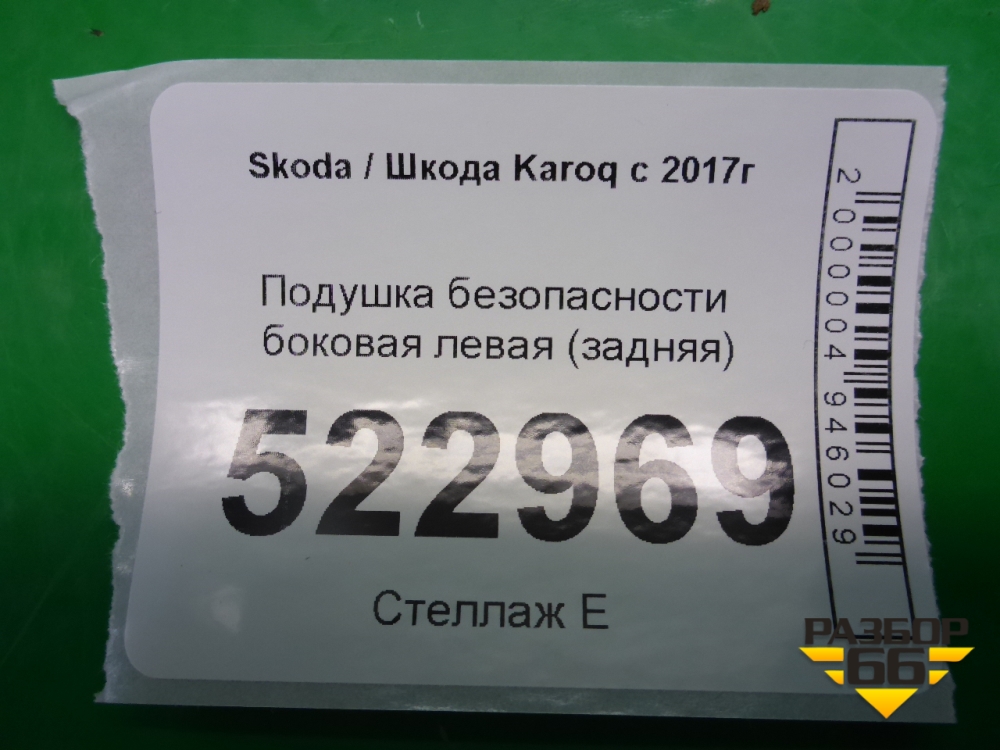 Skoda / Шкода Karoq с 2017г
Подушка безопасности
боковая левая (задняя)
522969
Стеллаж Е
2000004946029
РАЗБОР
66